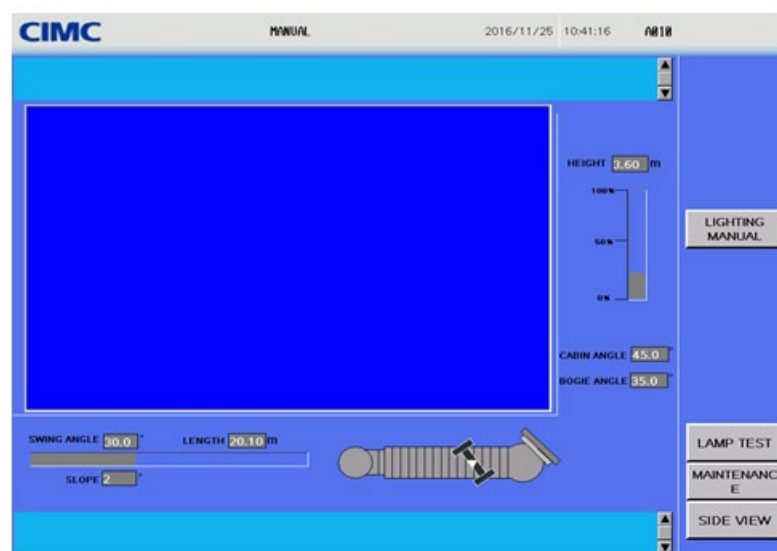 CIMC MANUAL 2016/11/25 10:41:16 A010
HEIGHT 3.60 m
100%
50%
0%
LIGHTING
MANUAL
CABIN ANGLE 45.0 °
BOGIE ANGLE 35.0 °
SWING ANGLE 30.0 ° LENGTH 20.10 m
SLOPE 2 °
LAMP TEST
MAINTENANC
E
SIDE VIEW